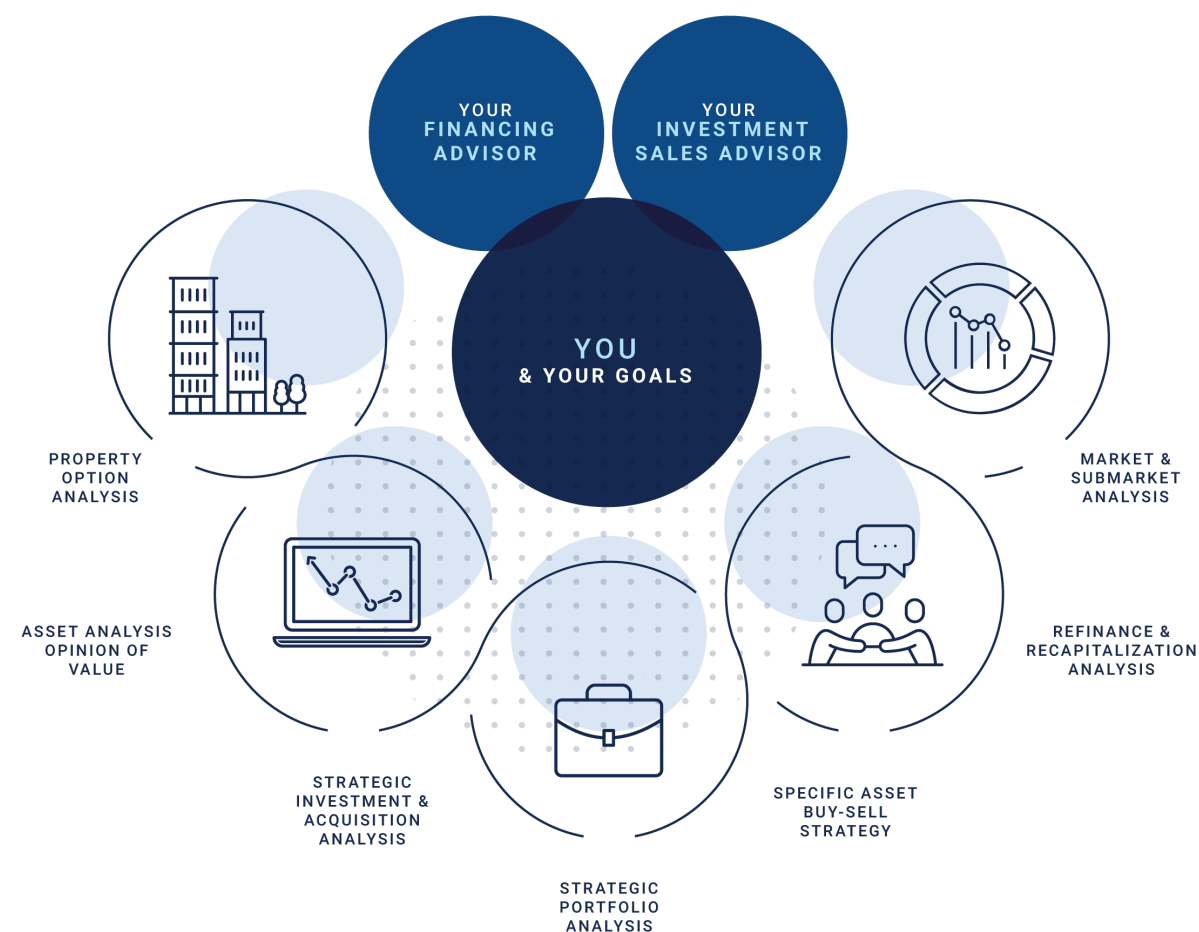 YOUR
FINANCING
ADVISOR
YOUR
INVESTMENT
SALES ADVISOR
YOU
& YOUR GOALS
PROPERTY
OPTION
ANALYSIS
MARKET &
SUBMARKET
ANALYSIS
ASSET ANALYSIS
OPINION OF
VALUE
REFINANCE &
RECAPITALIZATION
ANALYSIS
STRATEGIC
INVESTMENT &
ACQUISITION
ANALYSIS
SPECIFIC ASSET
BUY-SELL
STRATEGY
STRATEGIC
PORTFOLIO
ANALYSIS